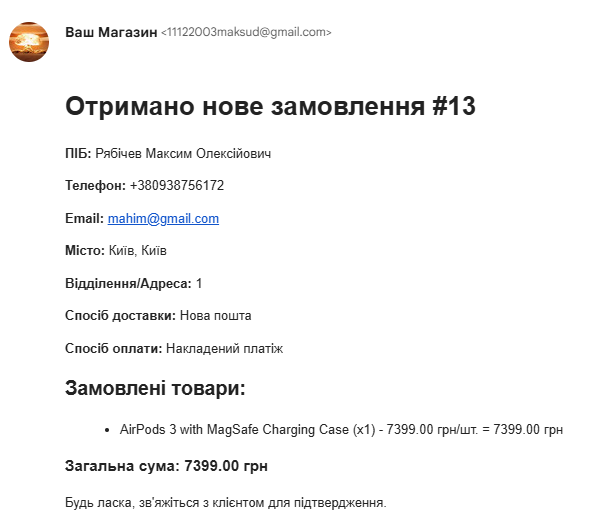 Ваш Магазин <11122003maksud@gmail.com>
Отримано нове замовлення #13
ПІБ: Рябічев Максим Олексійович
Телефон: +380938756172
Email: mahim@gmail.com
Місто: Київ, Київ
Відділення/Адреса: 1
Спосіб доставки: Нова пошта
Спосіб оплати: Накладений платіж
Замовлені товари:
• AirPods 3 with MagSafe Charging Case (x1) - 7399.00 грн/шт. = 7399.00 грн
Загальна сума: 7399.00 грн
Будь ласка, зв'яжіться з клієнтом для підтвердження.